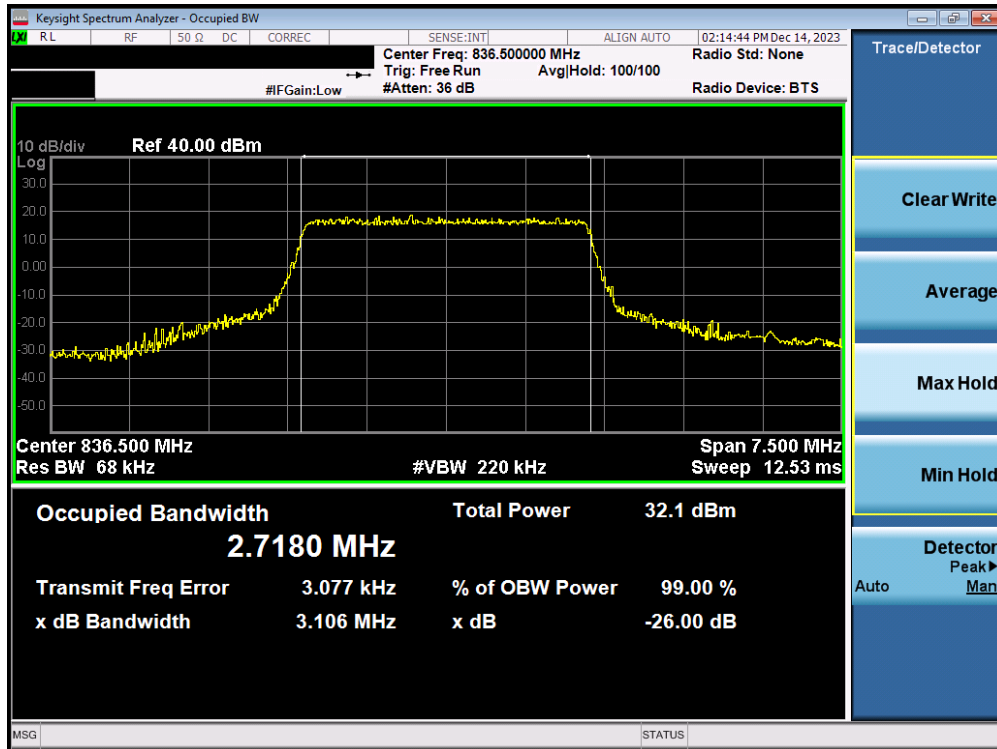 Keysight Spectrum Analyzer - Occupied BW
LXI RL RF 50 Ω DC CORREC SENSE:INT ALIGN AUTO 02:14:44 PM Dec 14, 2023
Center Freq: 836.500000 MHz Radio Std: None
Trig: Free Run Avg|Hold: 100/100
#IFGain:Low #Atten: 36 dB Radio Device: BTS
Trace/Detector
10 dB/div Ref 40.00 dBm
Log
30.0
20.0
10.0
0.00
-10.0
-20.0
-30.0
-40.0
-50.0
Center 836.500 MHz Span 7.500 MHz
Res BW 68 kHz #VBW 220 kHz Sweep 12.53 ms
Occupied Bandwidth Total Power 32.1 dBm
2.7180 MHz
Transmit Freq Error 3.077 kHz % of OBW Power 99.00 %
x dB Bandwidth 3.106 MHz x dB -26.00 dB
Clear Write
Average
Max Hold
Min Hold
Detector
Peak▶
Auto Man
MSG STATUS